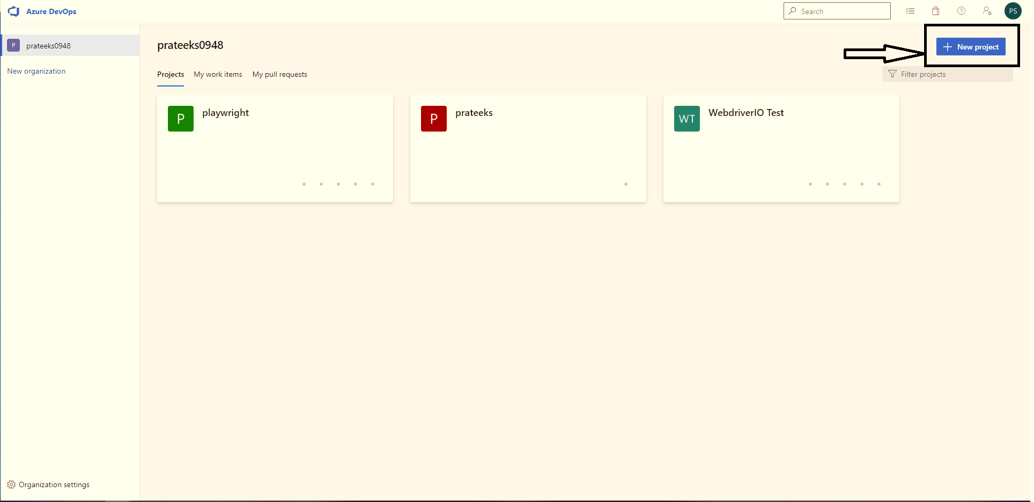 Azure DevOps
Search
PS
P prateeks0948
New organization
prateeks0948
New project
Projects My work items My pull requests
Filter projects
P playwright
P prateeks
WT WebdriverIO Test
Organization settings